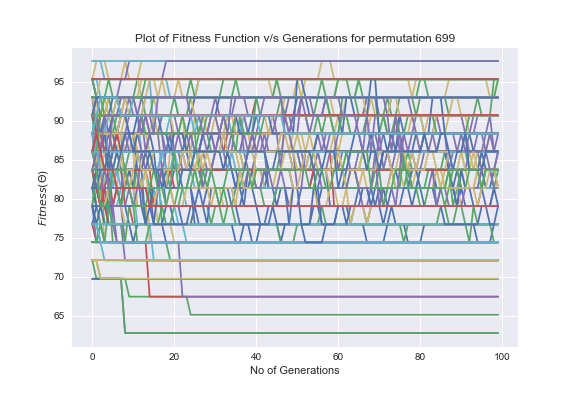 Plot of Fitness Function v/s Generations for permutation 699
95
90
85
80
75
70
65
Fitness(Θ)
0 20 40 60 80 100
No of Generations